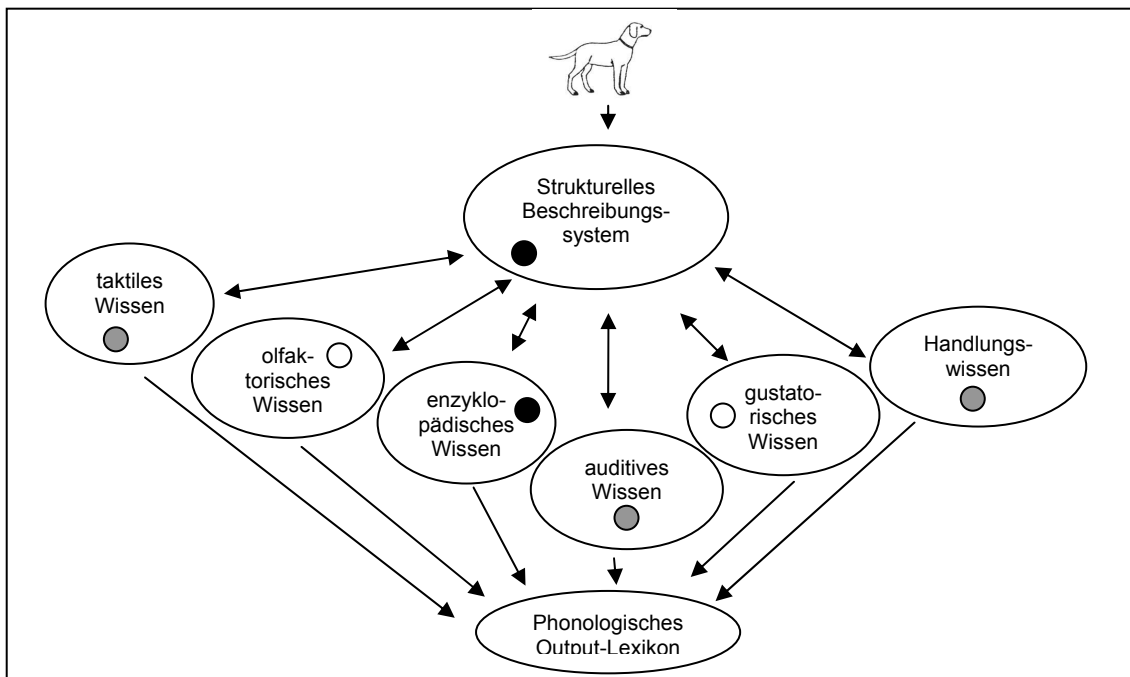 Strukturelles
Beschreibungs-
system
taktiles
Wissen
olfak-
torisches
Wissen
enzyklo-
pädisches
Wissen
auditives
Wissen
gustato-
risches
Wissen
Handlungs-
wissen
Phonologisches
Output-Lexikon